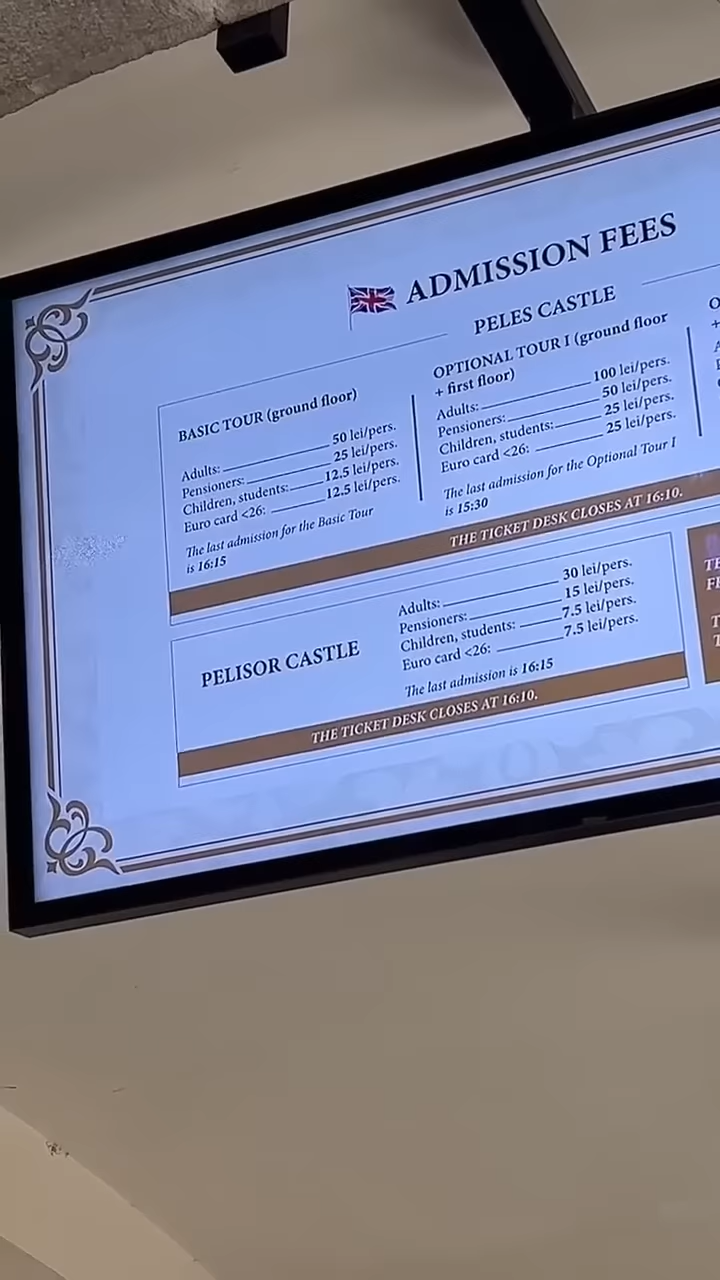 ADMISSION FEES
PELES CASTLE
BASIC TOUR (ground floor)
Adults: 50 lei/pers.
Pensioners: 25 lei/pers.
Children, students: 12.5 lei/pers.
Euro card <26: 12.5 lei/pers.
The last admission for the Basic Tour
is 16:15
OPTIONAL TOUR I (ground floor
+ first floor)
Adults: 100 lei/pers.
Pensioners: 50 lei/pers.
Children, students: 25 lei/pers.
Euro card <26: 25 lei/pers.
The last admission for the Optional Tour I
is 15:30
THE TICKET DESK CLOSES AT 16:10.
PELISOR CASTLE
Adults: 30 lei/pers.
Pensioners: 15 lei/pers.
Children, students: 7.5 lei/pers.
Euro card <26: 7.5 lei/pers.
The last admission is 16:15
THE TICKET DESK CLOSES AT 16:10.